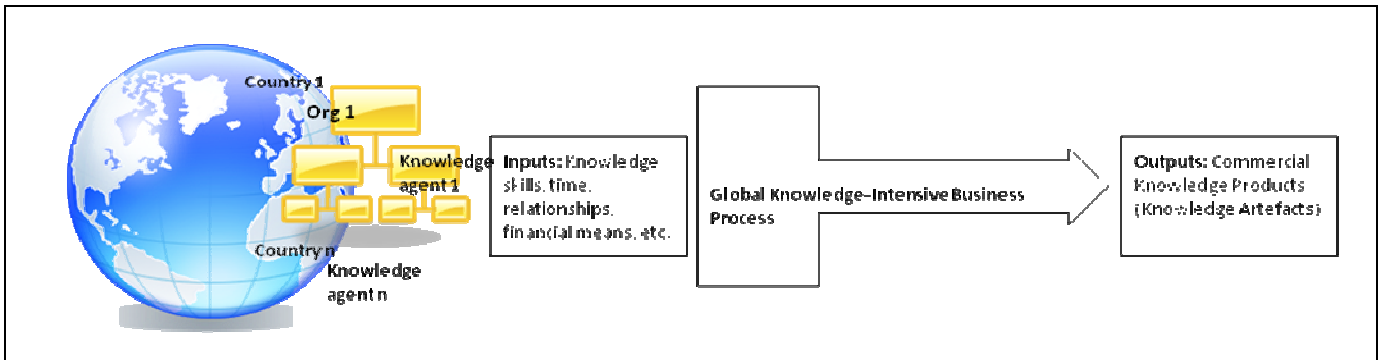 Country 1
Org 1
Knowledge
agent 1
Country n
Knowledge
agent n
Inputs: Knowledge
skills, time,
relationships,
financial means, etc.
Global Knowledge-Intensive Business
Process
Outputs: Commercial
Knowledge Products
(Knowledge Artefacts)